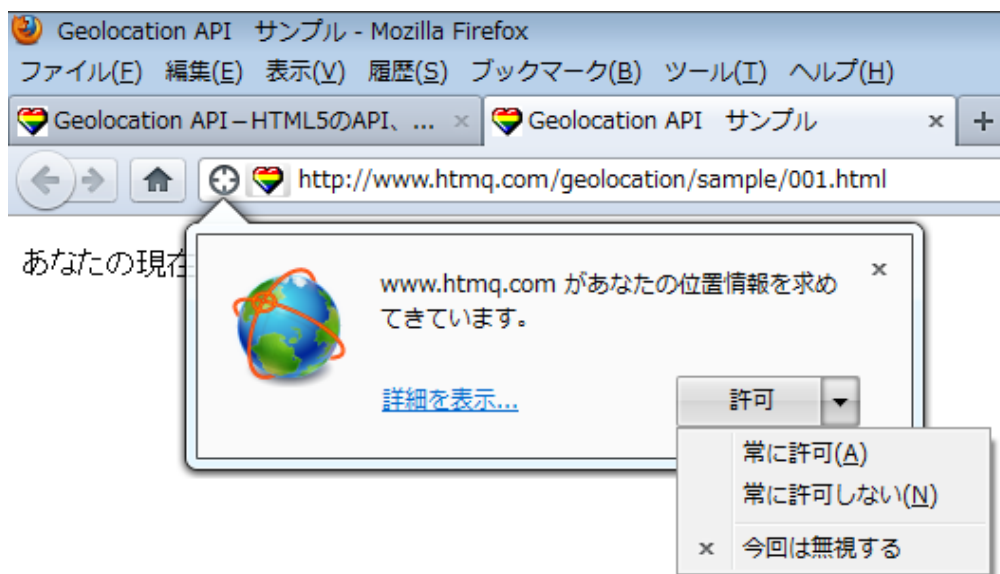 Geolocation API サンプル - Mozilla Firefox
ファイル(F) 編集(E) 表示(V) 履歴(S) ブックマーク(B) ツール(T) ヘルプ(H)
Geolocation API－HTML5のAPI、... × Geolocation API サンプル × +
http://www.htmq.com/geolocation/sample/001.html
あなたの現在
www.htmq.com があなたの位置情報を求め ×
てきています。
詳細を表示... 許可
常に許可(A)
常に許可しない(N)
× 今回は無視する